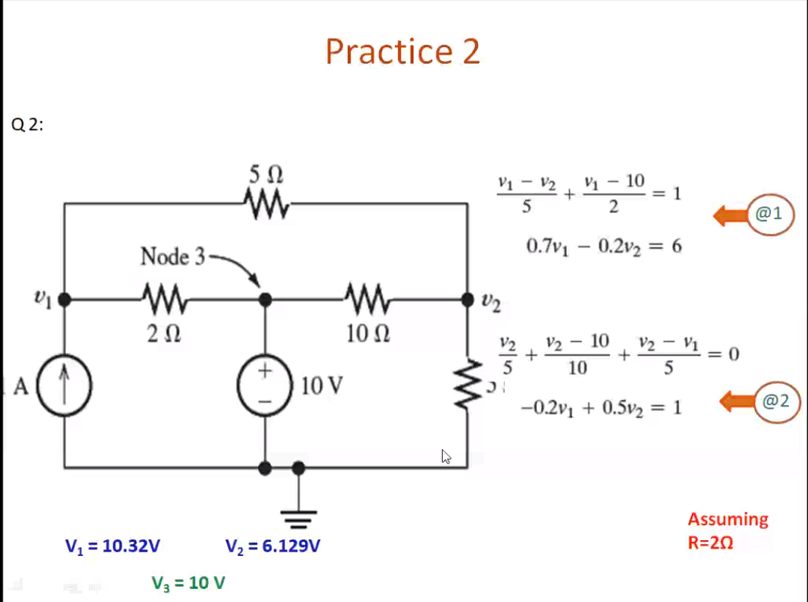 Practice 2
Q 2:
5 Ω
Node 3
v₁
2 Ω
10 Ω
v₂
A
+
−
10 V
(v₁ − v₂)/5 + (v₁ − 10)/2 = 1
@1
0.7v₁ − 0.2v₂ = 6
v₂/5 + (v₂ − 10)/10 + (v₂ − v₁)/5 = 0
−0.2v₁ + 0.5v₂ = 1
@2
V₁ = 10.32V
V₂ = 6.129V
V₃ = 10 V
Assuming
R=2Ω